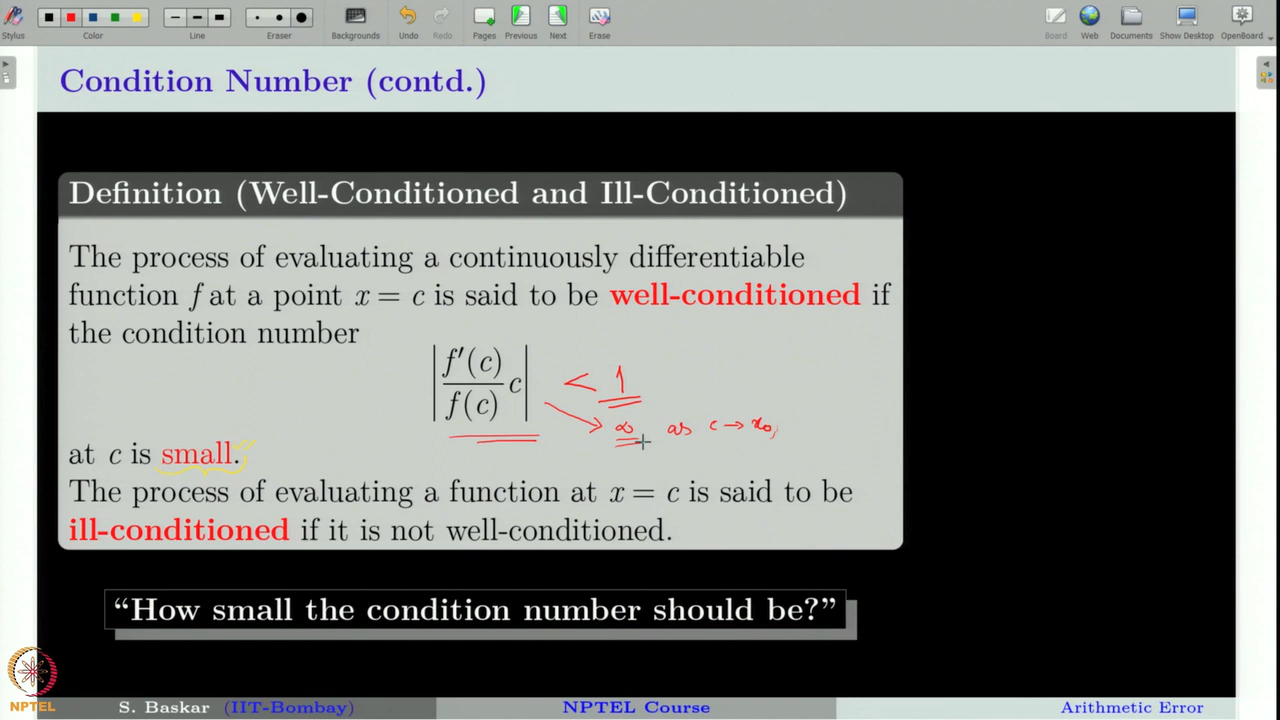 Stylus Color Line Eraser Backgrounds Undo Redo Pages Previous Next Erase Board Web Documents Show Desktop OpenBoard
Condition Number (contd.)
Definition (Well-Conditioned and Ill-Conditioned)
The process of evaluating a continuously differentiable
function f at a point x = c is said to be well-conditioned if
the condition number
|f′(c)/f(c) c| < 1
→ ∞ as c → x₀,
at c is small.
The process of evaluating a function at x = c is said to be
ill-conditioned if it is not well-conditioned.
“How small the condition number should be?”
NPTEL
S. Baskar (IIT-Bombay) NPTEL Course Arithmetic Error